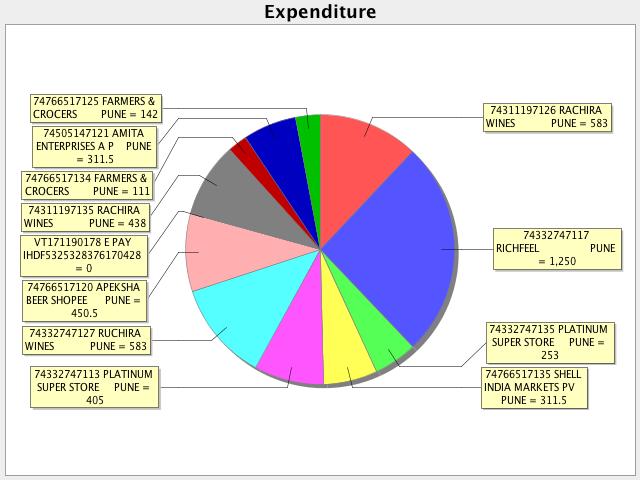 Expenditure
74766517125 FARMERS &
CROCERS PUNE = 142
74505147121 AMITA
ENTERPRISES A P PUNE
= 311.5
74766517134 FARMERS &
CROCERS PUNE = 111
74311197135 RACHIRA
WINES PUNE = 438
VT171190178 E PAY
IHDF5325328376170428
= 0
74766517120 APEKSHA
BEER SHOPEE PUNE =
450.5
74332747127 RUCHIRA
WINES PUNE = 583
74332747113 PLATINUM
SUPER STORE PUNE =
405
74311197126 RACHIRA
WINES PUNE = 583
74332747117
RICHFEEL PUNE
= 1,250
74332747135 PLATINUM
SUPER STORE PUNE =
253
74766517135 SHELL
INDIA MARKETS PV
PUNE = 311.5